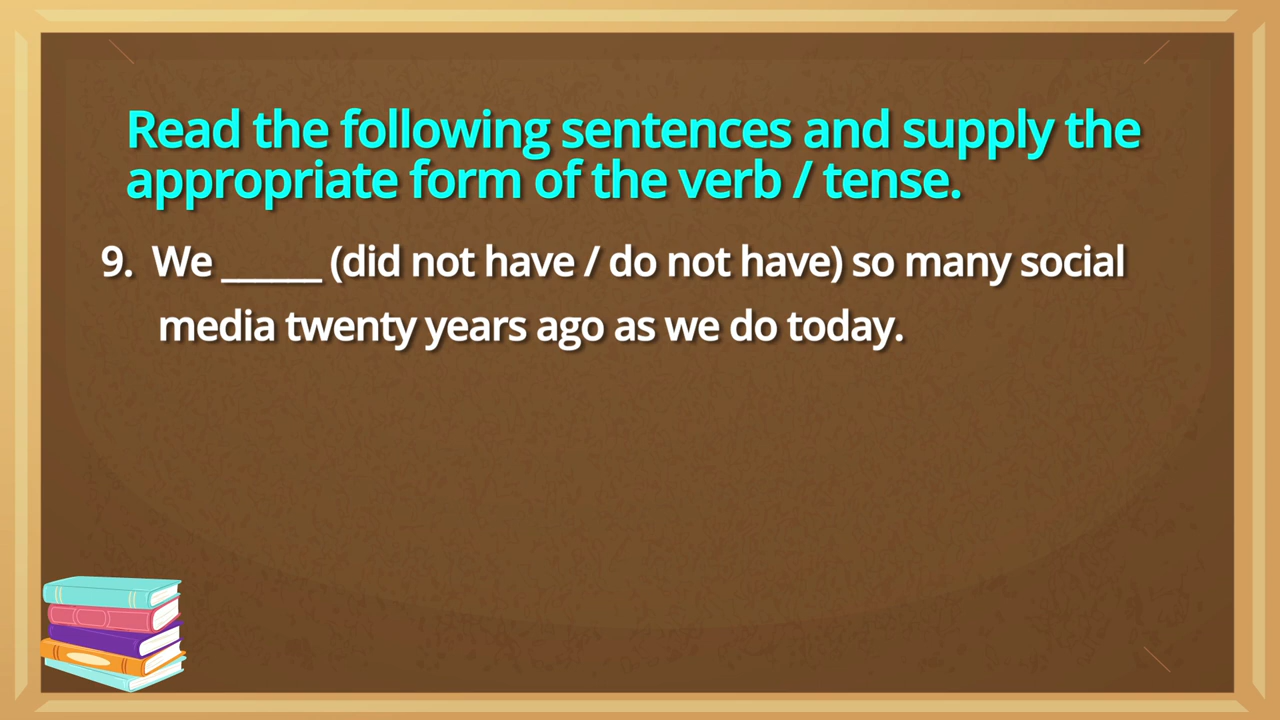 Read the following sentences and supply the
appropriate form of the verb / tense.
9. We _____ (did not have / do not have) so many social
media twenty years ago as we do today.